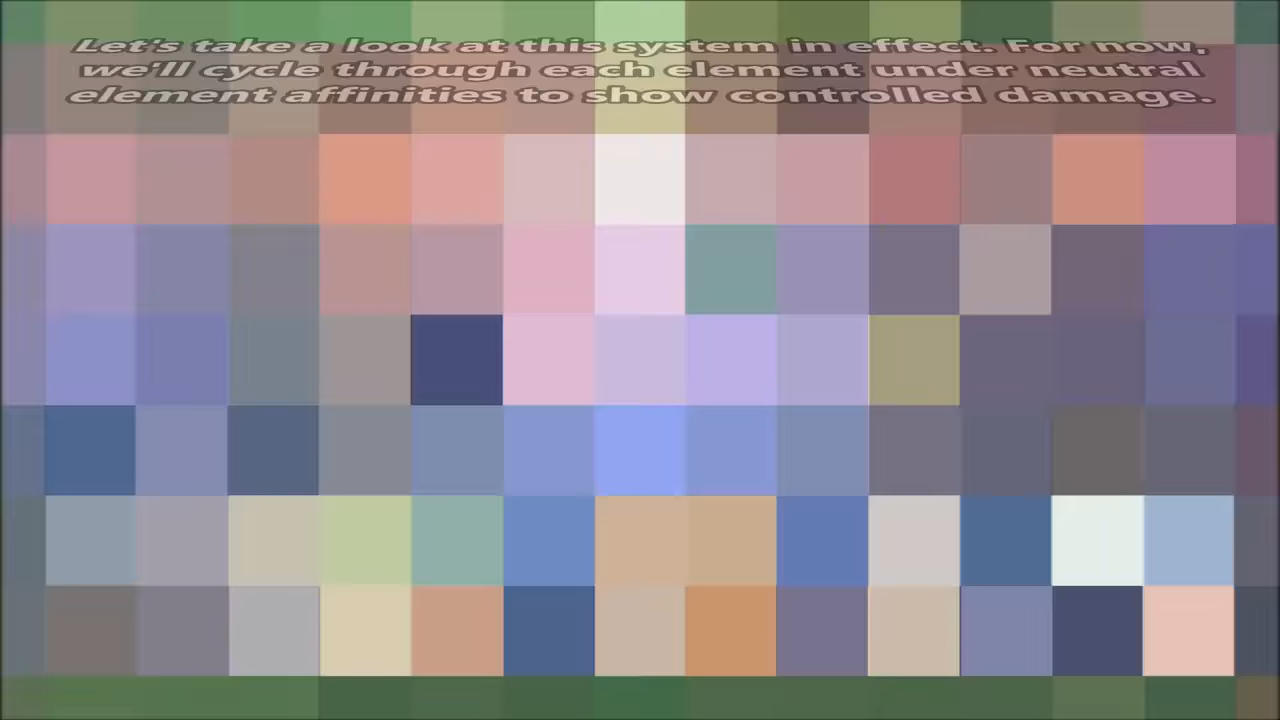 Let's take a look at this system in effect. For now,
we'll cycle through each element under neutral
element affinities to show controlled damage.